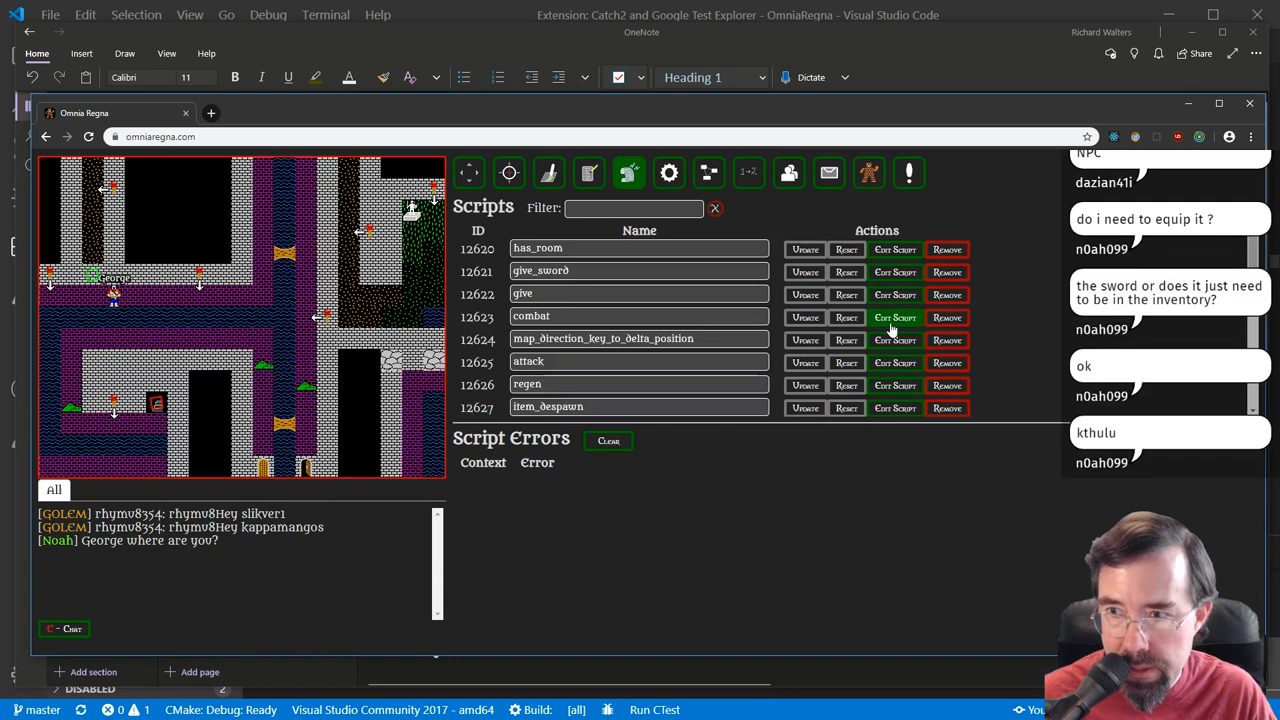 File Edit Selection View Go Debug Terminal Help Extension: Catch2 and Google Test Explorer - OmniaRegna - Visual Studio Code
OneNote Richard Walters
Home Insert Draw View Help Share
Calibri 11 B I U A Heading 1 Dictate
Omnia Regna
omniaregna.com
George
Scripts Filter: X
ID Name Actions
12620 has_room Update Reset Edit Script Remove
12621 give_sword Update Reset Edit Script Remove
12622 give Update Reset Edit Script Remove
12623 combat Update Reset Edit Script Remove
12624 map_direction_key_to_delta_position Update Reset Edit Script Remove
12625 attack Update Reset Edit Script Remove
12626 regen Update Reset Edit Script Remove
12627 item_despawn Update Reset Edit Script Remove
Script Errors Clear
Context Error
All
[GOLEM] rhymu8354: rhymu8Hey slikver1
[GOLEM] rhymu8354: rhymu8Hey kappamangos
[Noah] George where are you?
C - Chat
NPC
dazian41i
do i need to equip it ?
n0ah099
the sword or does it just need
to be in the inventory?
n0ah099
ok
n0ah099
kthulu
n0ah099
Add section Add page
DISABLED
master 0 1 CMake: Debug: Ready Visual Studio Community 2017 - amd64 Build: [all] Run CTest You